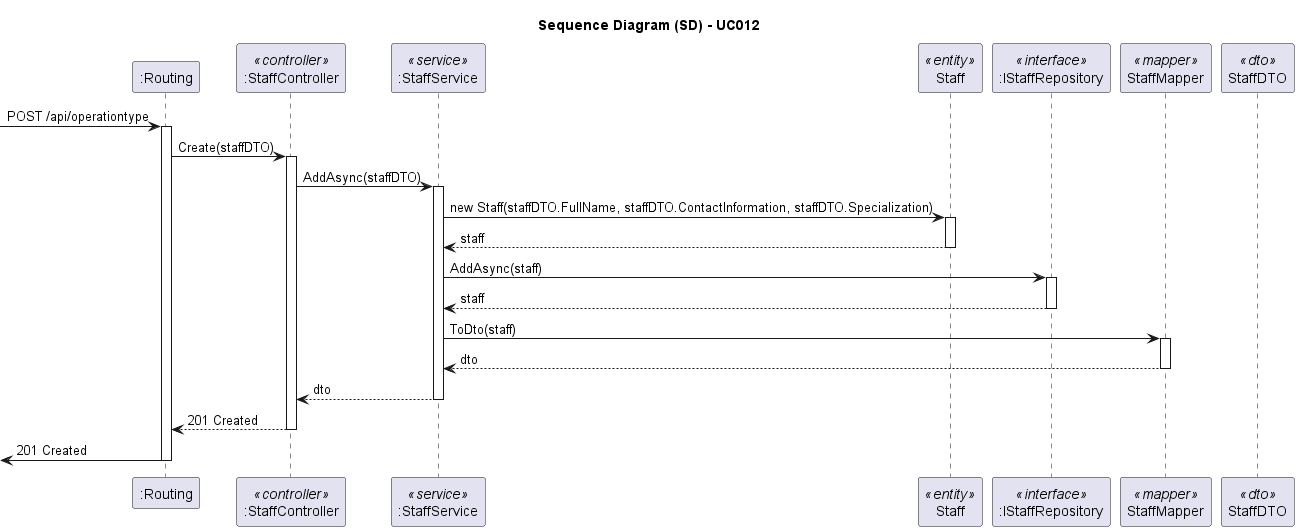 Sequence Diagram (SD) - UC012
:Routing
«controller»
:StaffController
«service»
:StaffService
«entity»
Staff
«interface»
:IStaffRepository
«mapper»
StaffMapper
«dto»
StaffDTO
POST /api/operationtype
Create(staffDTO)
AddAsync(staffDTO)
new Staff(staffDTO.FullName, staffDTO.ContactInformation, staffDTO.Specialization)
staff
AddAsync(staff)
staff
ToDto(staff)
dto
dto
201 Created
201 Created
:Routing
«controller»
:StaffController
«service»
:StaffService
«entity»
Staff
«interface»
:IStaffRepository
«mapper»
StaffMapper
«dto»
StaffDTO